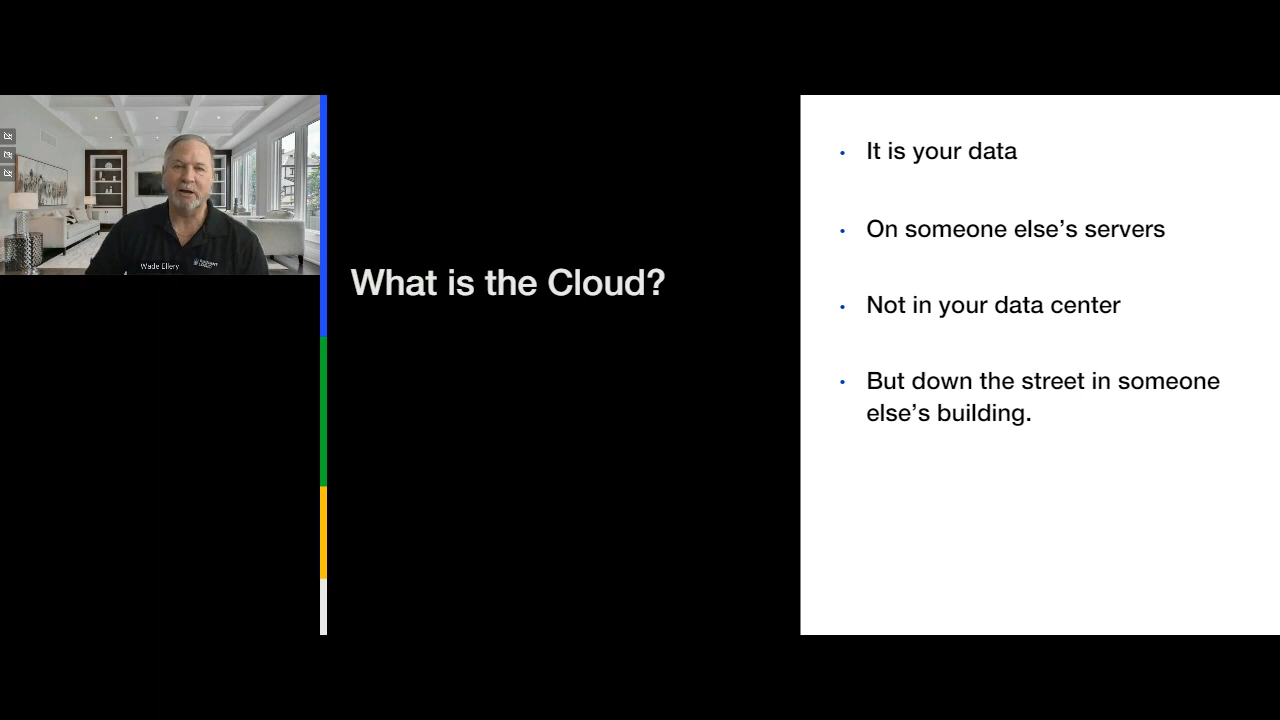 Wade Ellery
What is the Cloud?
It is your data
On someone else’s servers
Not in your data center
But down the street in someone
else’s building.